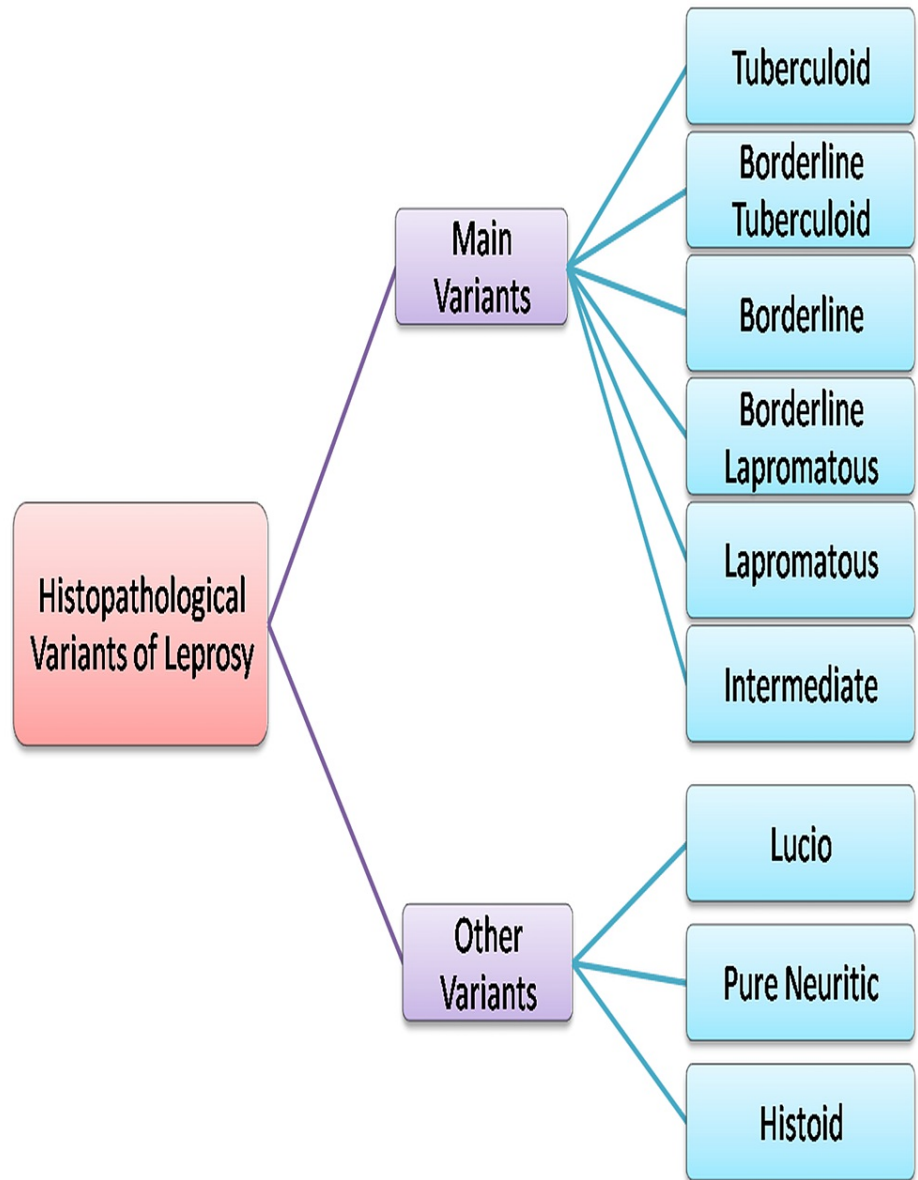 Histopathological
Variants of Leprosy
Main
Variants
Tuberculoid
Borderline
Tuberculoid
Borderline
Borderline
Lapromatous
Lapromatous
Intermediate
Other
Variants
Lucio
Pure Neuritic
Histoid